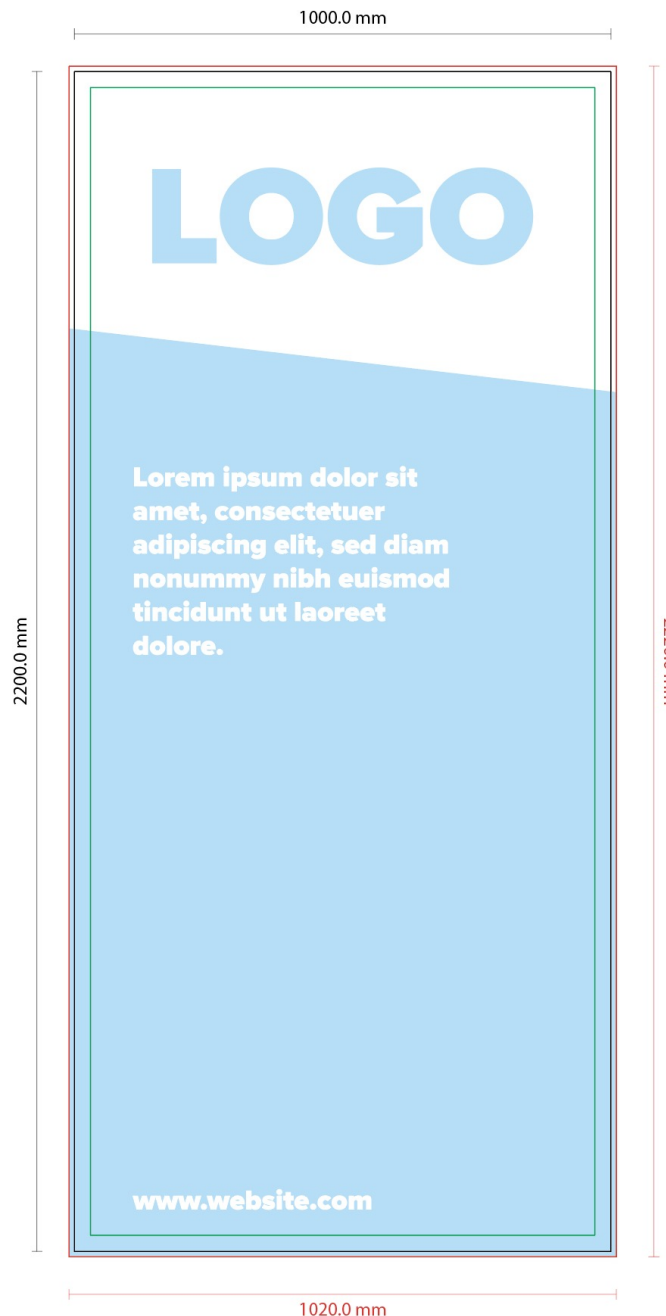 1000.0 mm
LOGO
Lorem ipsum dolor sit
amet, consectetuer
adipiscing elit, sed diam
nonummy nibh euismod
tincidunt ut laoreet
dolore.
2200.0 mm
www.website.com
1020.0 mm